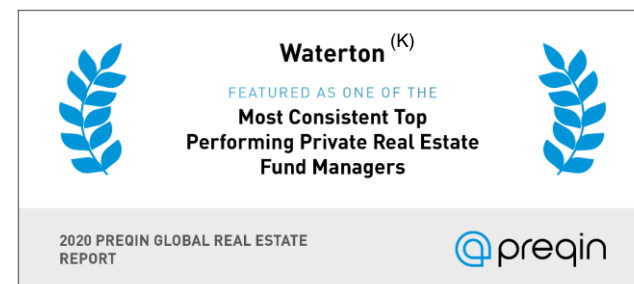 Waterton (K)
FEATURED AS ONE OF THE
Most Consistent Top
Performing Private Real Estate
Fund Managers
2020 PREQIN GLOBAL REAL ESTATE
REPORT
preqin